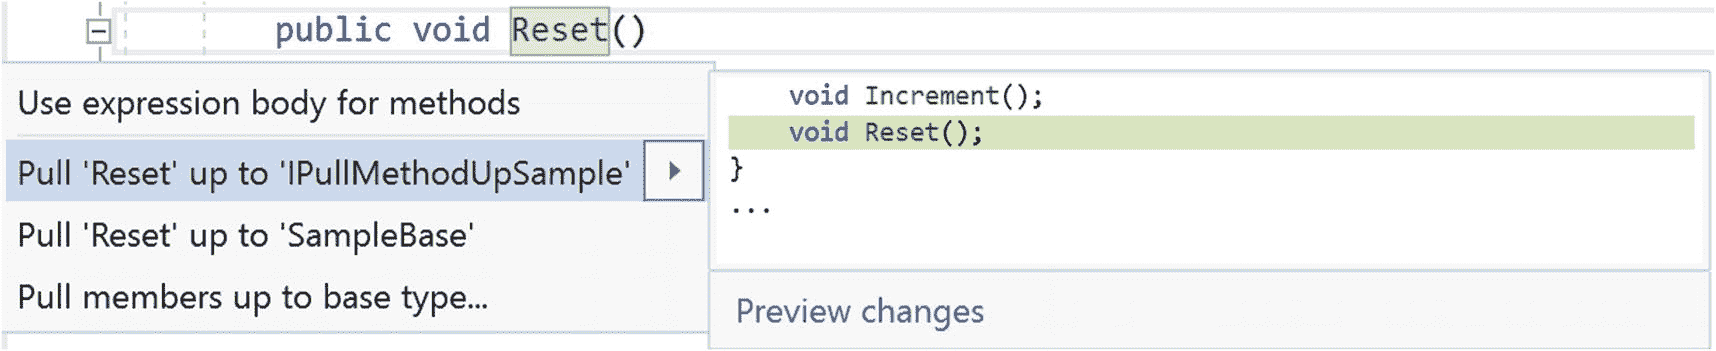 public void Reset()
Use expression body for methods
Pull 'Reset' up to 'IPullMethodUpSample'
Pull 'Reset' up to 'SampleBase'
Pull members up to base type...
void Increment();
void Reset();
}
...
Preview changes